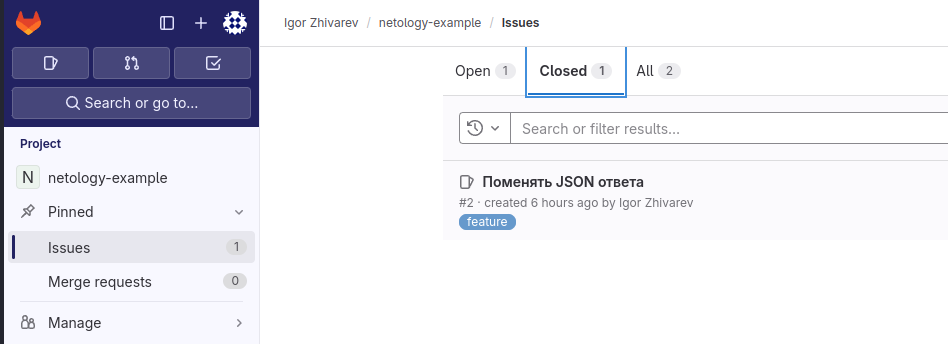 Igor Zhivarev / netology-example / Issues
Search or go to...
Project
N netology-example
Pinned
Issues 1
Merge requests 0
Manage
Open 1 Closed 1 All 2
Search or filter results...
Поменять JSON ответа
#2 · created 6 hours ago by Igor Zhivarev
feature